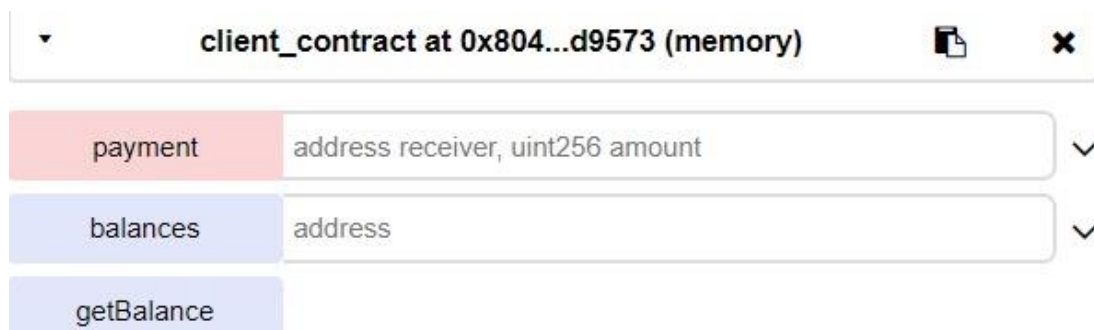 client_contract at 0x804...d9573 (memory)
payment address receiver, uint256 amount
balances address
getBalance